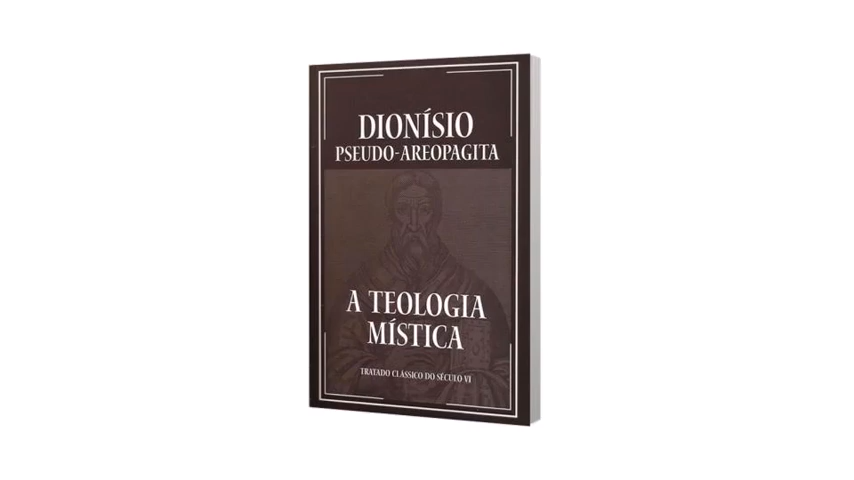 DIONÍSIO
PSEUDO-AREOPAGITA
A TEOLOGIA
MÍSTICA
TRATADO CLÁSSICO DO SÉCULO VI